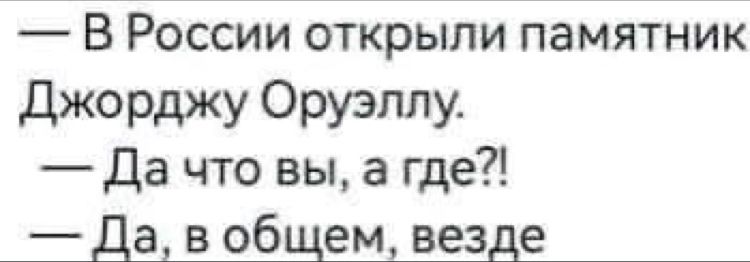 — В России открыли памятник
Джорджу Оруэллу.
— Да что вы, а где?!
— Да, в общем, везде